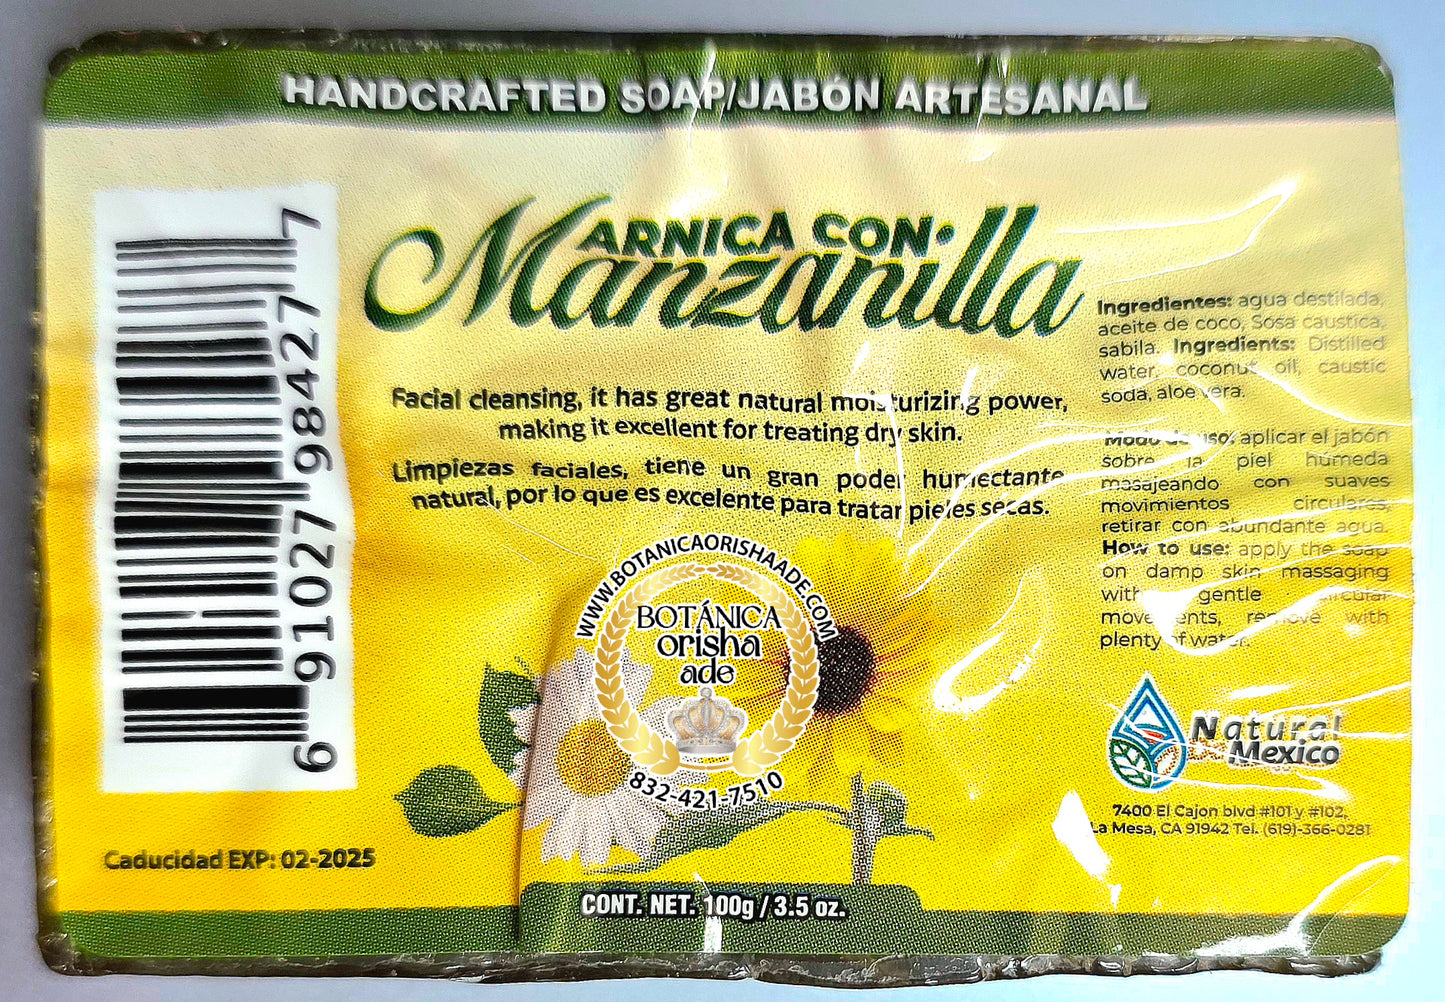 HANDCRAFTED SOAP/JABÓN ARTESANAL
ARNICA CON
Manzanilla
Facial cleansing, it has great natural moisturizing power,
making it excellent for treating dry skin.
Limpiezas faciales, tiene un gran poder humectante
natural, por lo que es excelente para tratar pieles secas.
6 91027 98427 7
Caducidad EXP: 02-2025
WWW.BOTANICAORISHAADE.COM
BOTÁNICA
orisha
ade
832-421-7510
CONT. NET. 100g / 3.5 oz.
Ingredientes: agua destilada,
aceite de coco, Sosa caustica,
sabila. Ingredients: Distilled
water, coconut oil, caustic
soda, aloe vera.
Modo de uso: aplicar el jabón
sobre la piel húmeda
masajeando con suaves
movimientos circulares,
retirar con abundante agua.
How to use: apply the soap
on damp skin massaging
with gentle circular
movements, remove with
plenty of water.
Natural
de Mexico
7400 El Cajon blvd #101 y #102,
La Mesa, CA 91942 Tel. (619)-366-0281